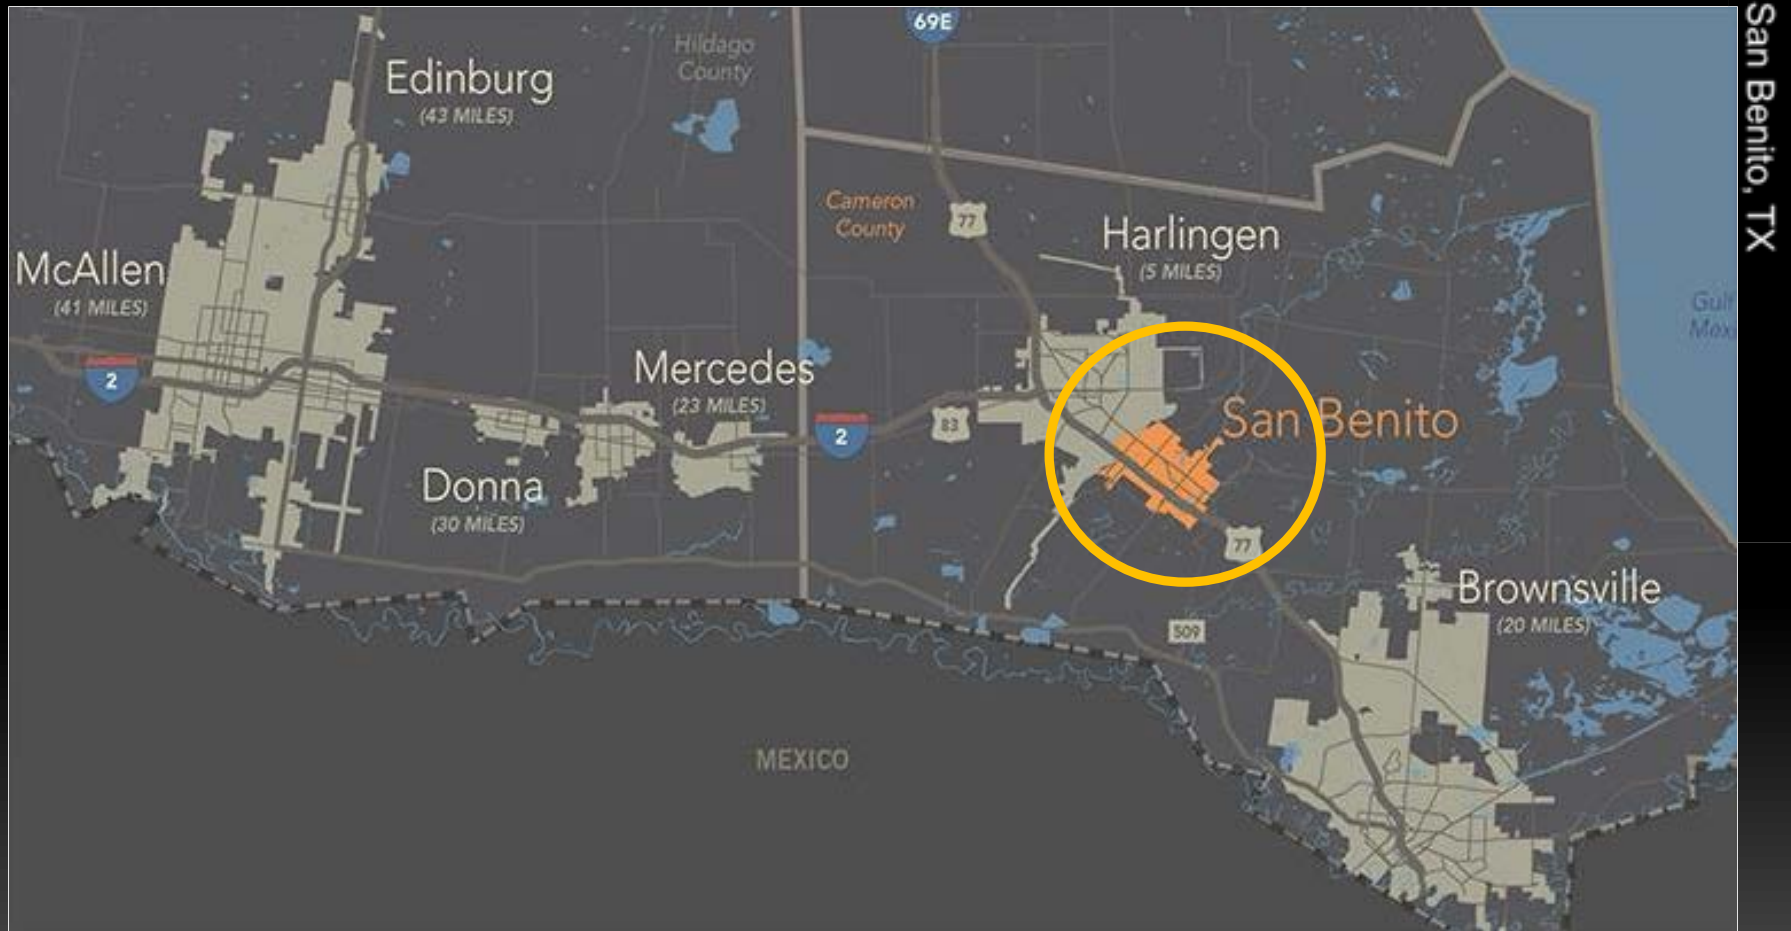 69E
Hildago
County
Edinburg
(43 MILES)
San Benito, TX
Cameron
County
77
Harlingen
(5 MILES)
McAllen
(41 MILES)
Gulf
2
Mercedes
(23 MILES)
2
83
San Benito
Donna
(30 MILES)
77
Brownsville
(20 MILES)
509
MEXICO